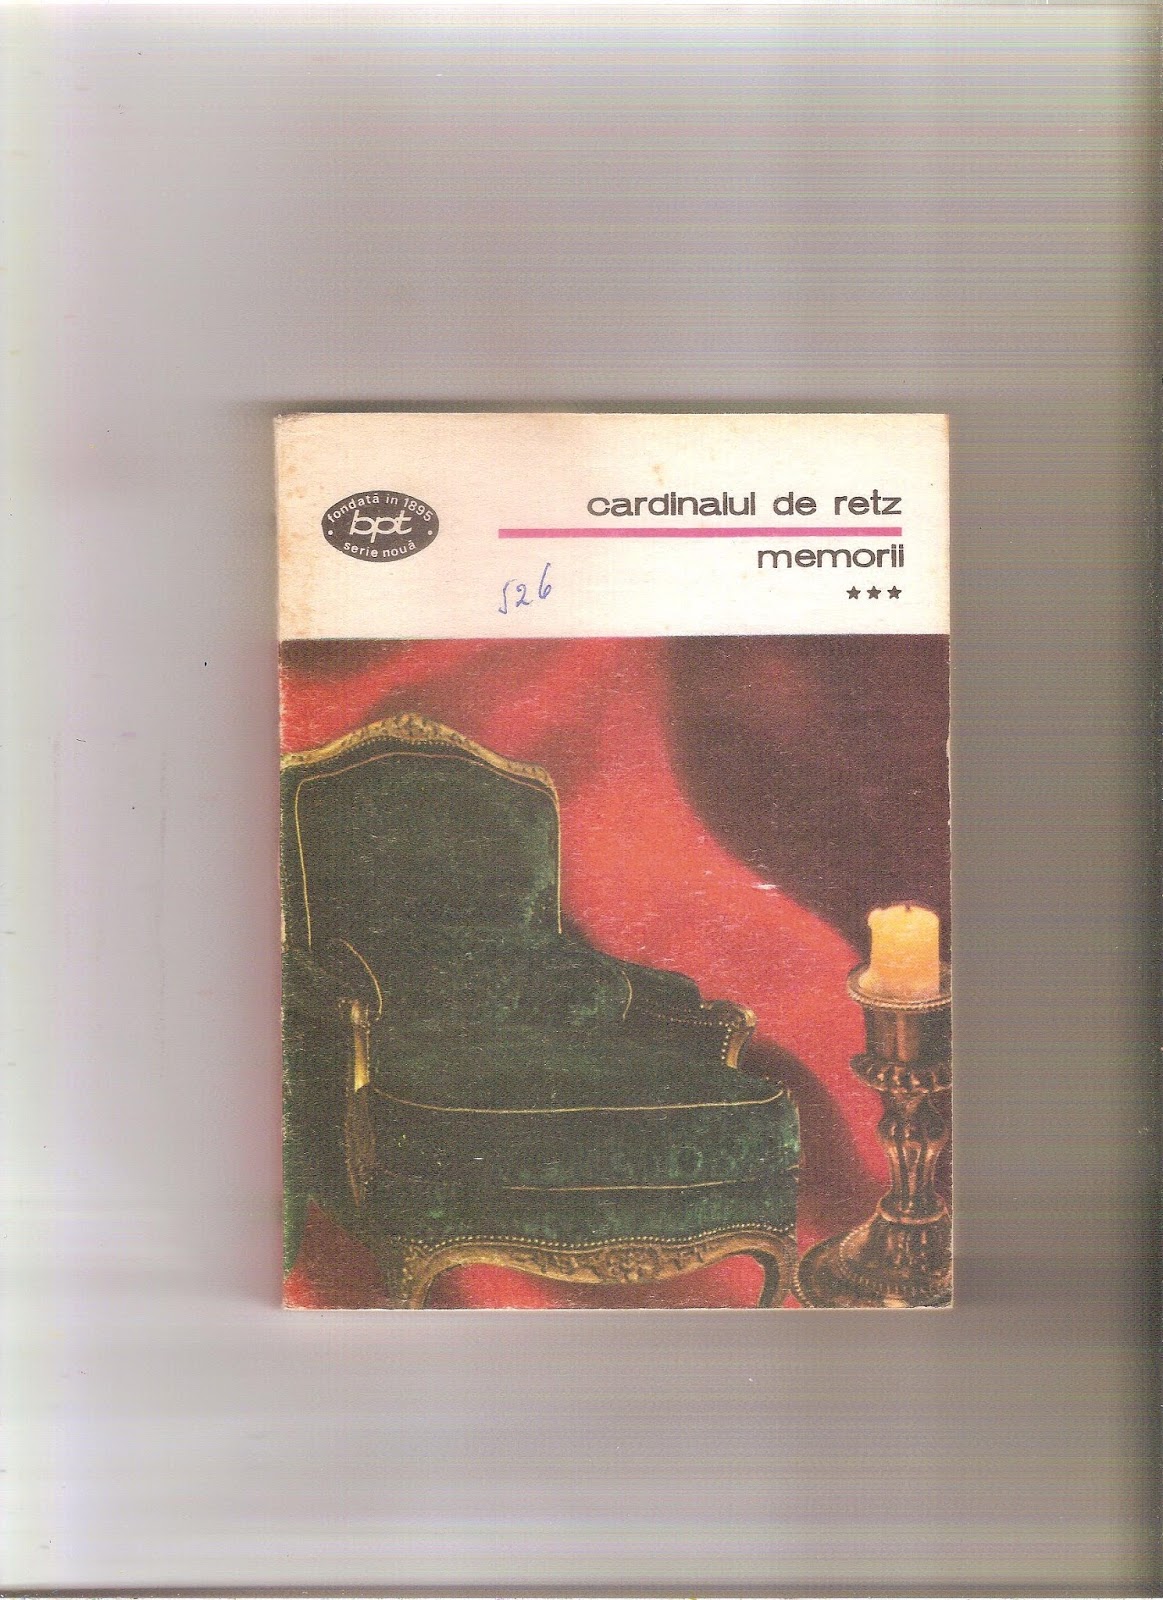 fondată în 1895
bpt
serie nouă
cardinalul de retz
memorii
***
526